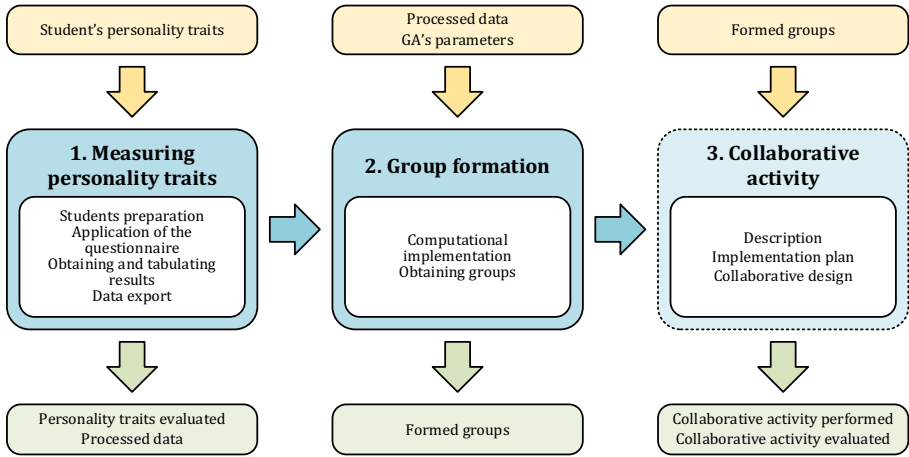 Student's personality traits
Processed data
GA's parameters
Formed groups
1. Measuring
personality traits
Students preparation
Application of the
questionnaire
Obtaining and tabulating
results
Data export
2. Group formation
Computational
implementation
Obtaining groups
3. Collaborative
activity
Description
Implementation plan
Collaborative design
Personality traits evaluated
Processed data
Formed groups
Collaborative activity performed
Collaborative activity evaluated